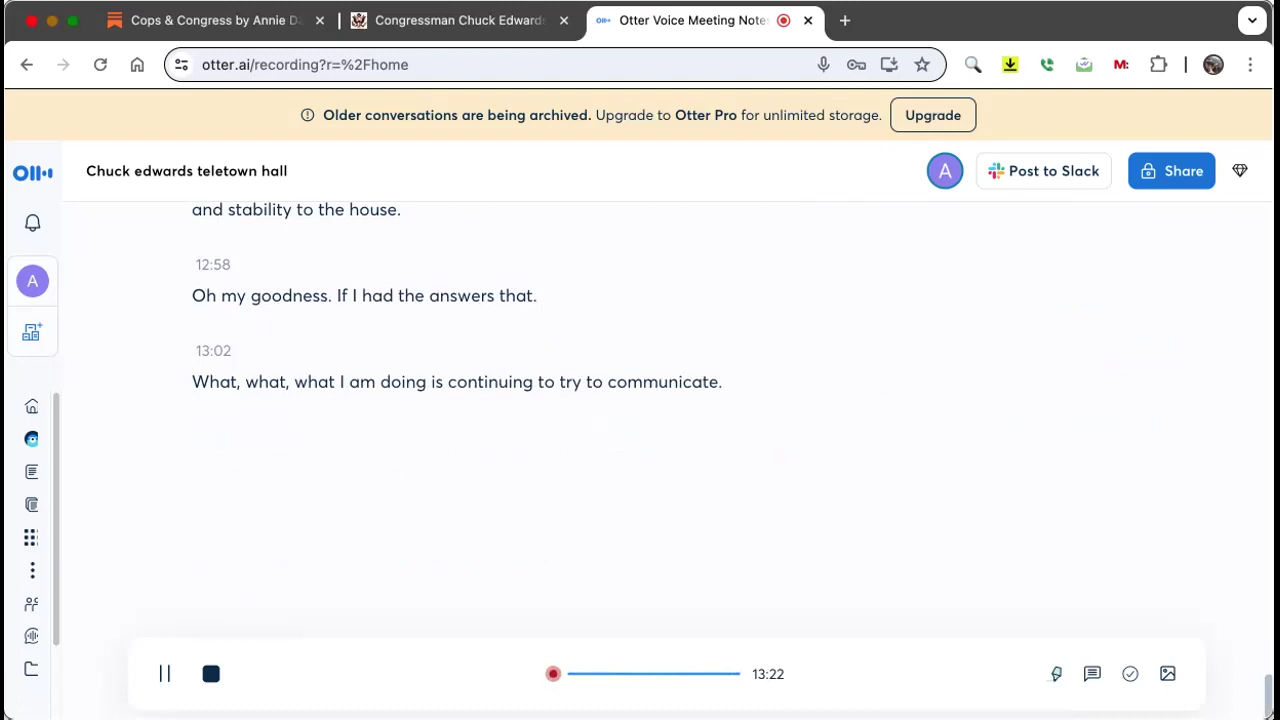 Cops & Congress by Annie Da
Congressman Chuck Edwards
Otter Voice Meeting Notes
otter.ai/recording?r=%2Fhome
M:
Older conversations are being archived. Upgrade to Otter Pro for unlimited storage.
Upgrade
Chuck edwards teletown hall
A
Post to Slack
Share
A
and stability to the house.
12:58
Oh my goodness. If I had the answers that.
13:02
What, what, what I am doing is continuing to try to communicate.
13:22